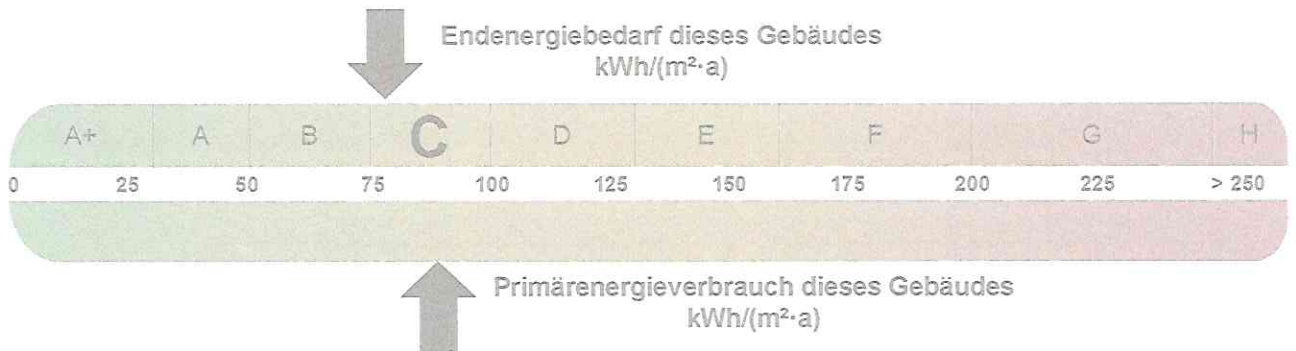 Endenergiebedarf dieses Gebäudes
kWh/(m²·a)
A+ A B C D E F G H
0 25 50 75 100 125 150 175 200 225 > 250
Primärenergieverbrauch dieses Gebäudes
kWh/(m²·a)